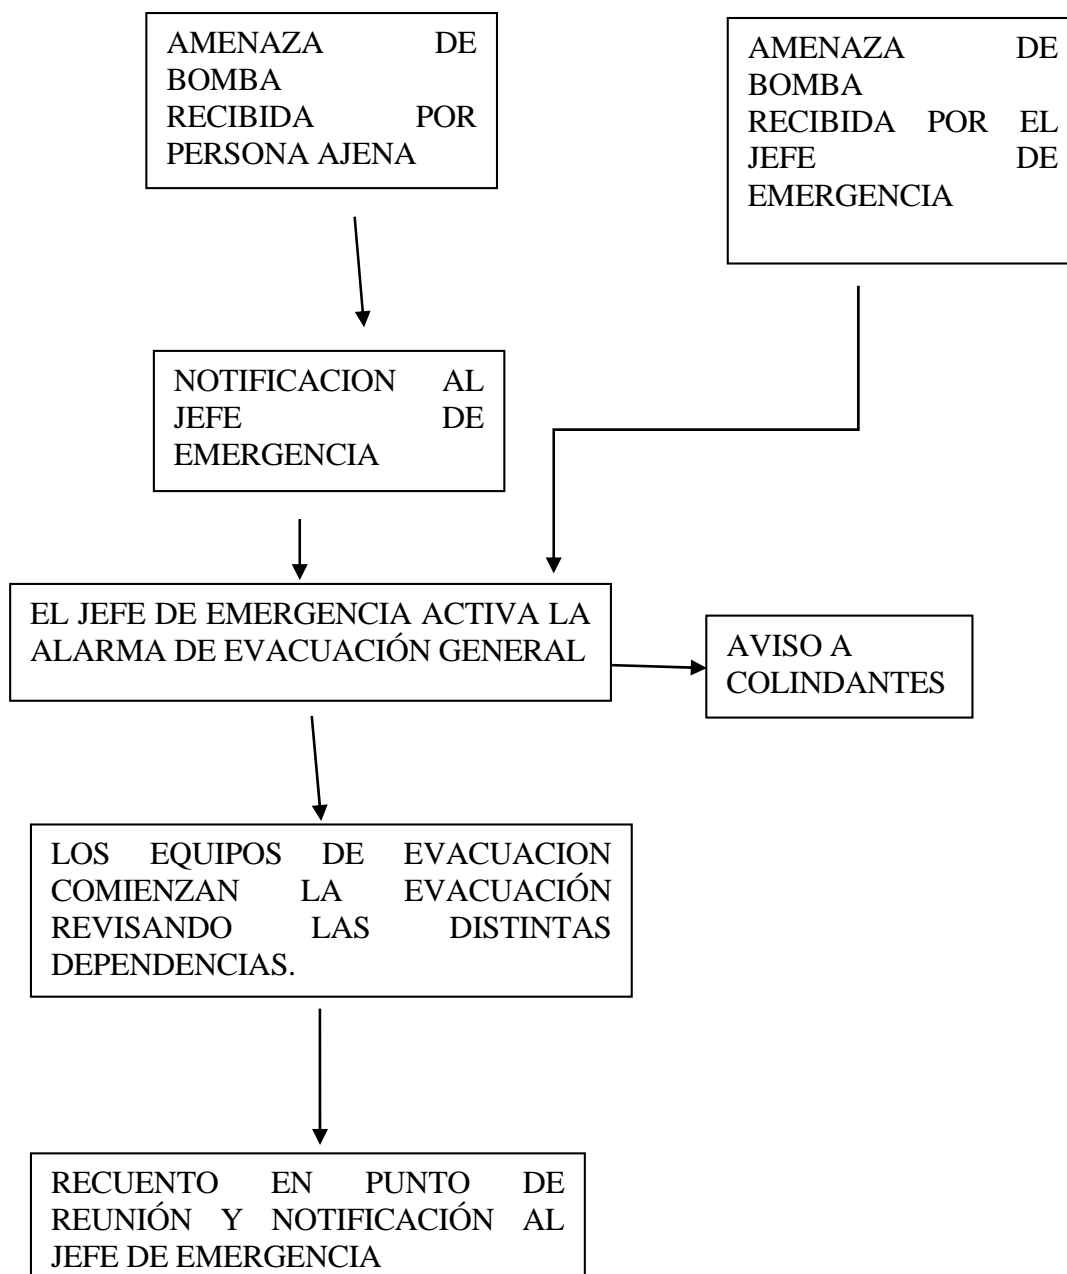 AMENAZA DE
BOMBA
RECIBIDA POR
PERSONA AJENA
AMENAZA DE
BOMBA
RECIBIDA POR EL
JEFE DE
EMERGENCIA
NOTIFICACION AL
JEFE DE
EMERGENCIA
EL JEFE DE EMERGENCIA ACTIVA LA
ALARMA DE EVACUACIÓN GENERAL
AVISO A
COLINDANTES
LOS EQUIPOS DE EVACUACION
COMIENZAN LA EVACUACIÓN
REVISANDO LAS DISTINTAS
DEPENDENCIAS.
RECUENTO EN PUNTO DE
REUNIÓN Y NOTIFICACIÓN AL
JEFE DE EMERGENCIA